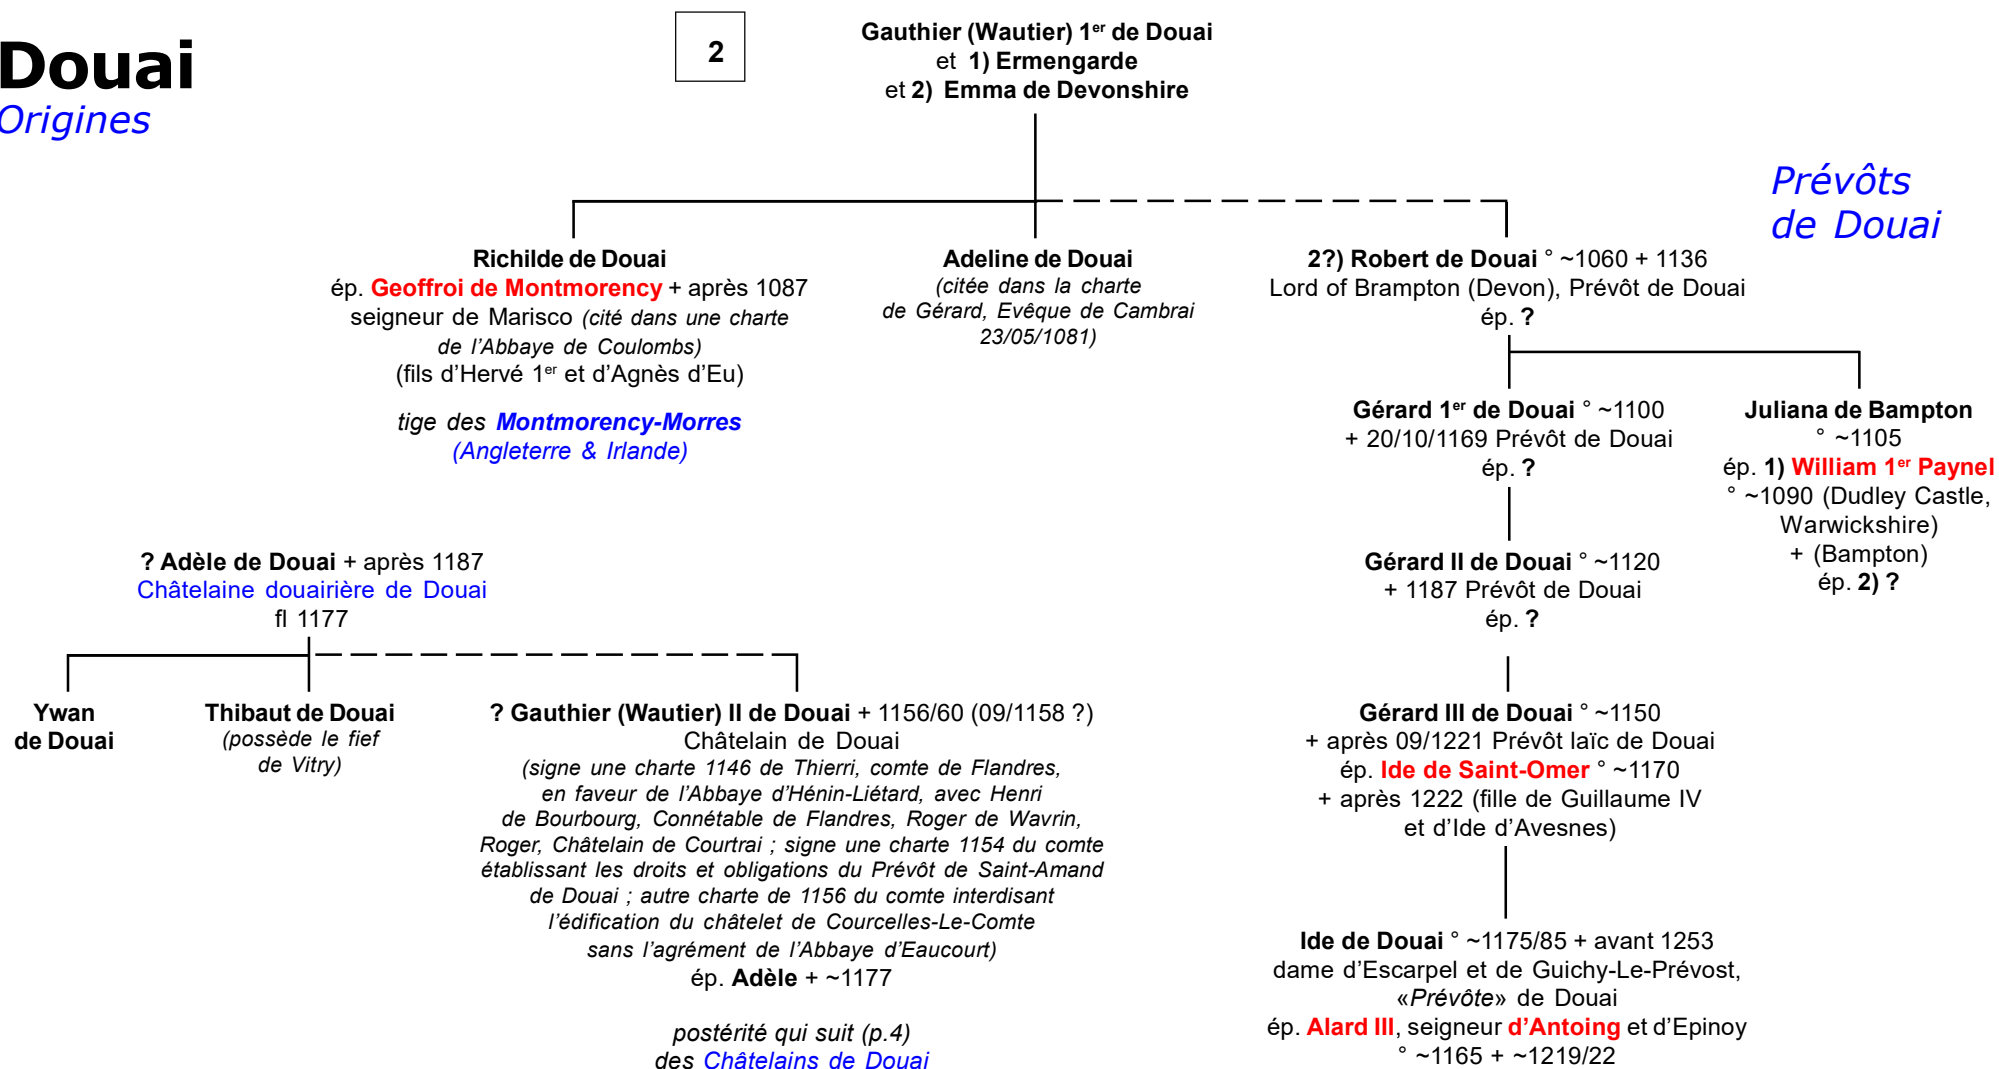 Douai
Origines
2
Gauthier (Wautier) 1er de Douai
et 1) Ermengarde
et 2) Emma de Devonshire
Prévôts
de Douai
Richilde de Douai
ép. Geoffroi de Montmorency + après 1087
seigneur de Marisco (cité dans une charte
de l’Abbaye de Coulombs)
(fils d’Hervé 1er et d’Agnès d’Eu)
tige des Montmorency-Morres
(Angleterre & Irlande)
Adeline de Douai
(citée dans la charte
de Gérard, Evêque de Cambrai
23/05/1081)
2?) Robert de Douai ° ~1060 + 1136
Lord of Brampton (Devon), Prévôt de Douai
ép. ?
Gérard 1er de Douai ° ~1100
+ 20/10/1169 Prévôt de Douai
ép. ?
Juliana de Bampton
° ~1105
ép. 1) William 1er Paynel
° ~1090 (Dudley Castle,
Warwickshire)
+ (Bampton)
ép. 2) ?
? Adèle de Douai + après 1187
Châtelaine douairière de Douai
fl 1177
Gérard II de Douai ° ~1120
+ 1187 Prévôt de Douai
ép. ?
Ywan
de Douai
Thibaut de Douai
(possède le fief
de Vitry)
? Gauthier (Wautier) II de Douai + 1156/60 (09/1158 ?)
Châtelain de Douai
(signe une charte 1146 de Thierri, comte de Flandres,
en faveur de l’Abbaye d’Hénin-Liétard, avec Henri
de Bourbourg, Connétable de Flandres, Roger de Wavrin,
Roger, Châtelain de Courtrai ; signe une charte 1154 du comte
établissant les droits et obligations du Prévôt de Saint-Amand
de Douai ; autre charte de 1156 du comte interdisant
l’édification du châtelet de Courcelles-Le-Comte
sans l’agrément de l’Abbaye d’Eaucourt)
ép. Adèle + ~1177
postérité qui suit (p.4)
des Châtelains de Douai
Gérard III de Douai ° ~1150
+ après 09/1221 Prévôt laïc de Douai
ép. Ide de Saint-Omer ° ~1170
+ après 1222 (fille de Guillaume IV
et d’Ide d’Avesnes)
Ide de Douai ° ~1175/85 + avant 1253
dame d’Escarpel et de Guichy-Le-Prévost,
«Prévôte» de Douai
ép. Alard III, seigneur d’Antoing et d’Epinoy
° ~1165 + ~1219/22